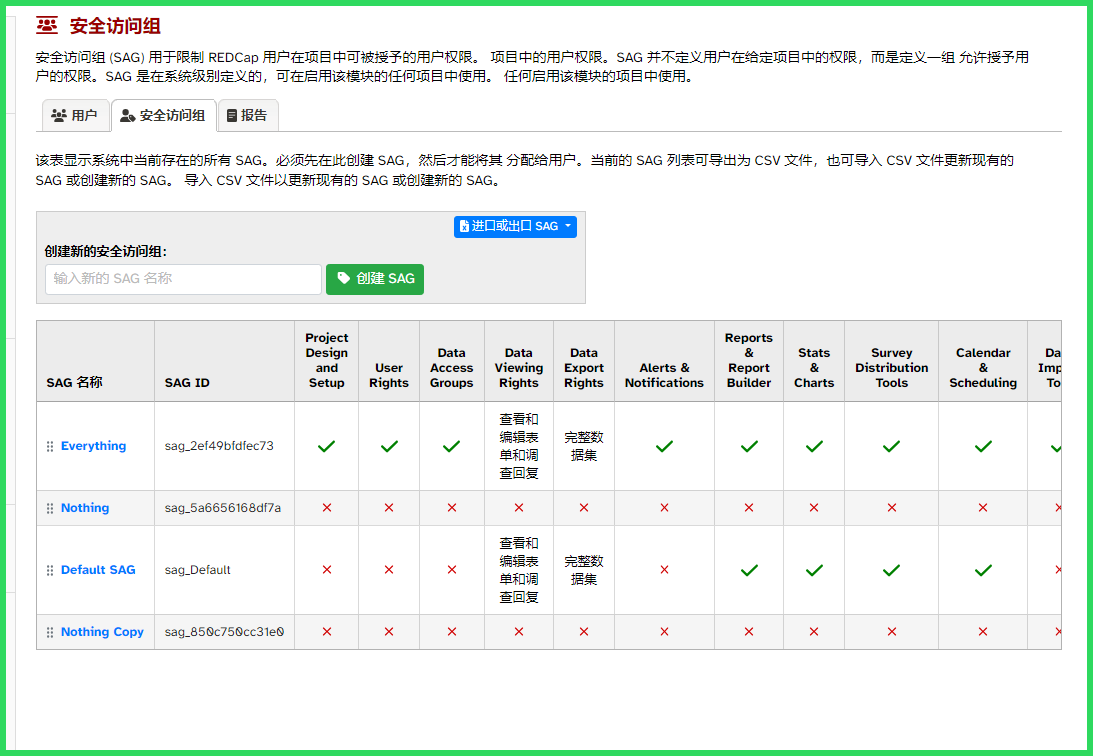 安全访问组
安全访问组 (SAG) 用于限制 REDCap 用户在项目中可被授予的用户权限。 项目中的用户权限。SAG 并不定义用户在给定项目中的权限，而是定义一组 允许授予用
户的权限。SAG 是在系统级别定义的，可在启用该模块的任何项目中使用。 任何启用该模块的项目中使用。
用户 安全访问组 报告
该表显示系统中当前存在的所有 SAG。必须先在此创建 SAG，然后才能将其 分配给用户。当前的 SAG 列表可导出为 CSV 文件，也可导入 CSV 文件更新现有的
SAG 或创建新的 SAG。 导入 CSV 文件以更新现有的 SAG 或创建新的 SAG。
进口或出口 SAG
创建新的安全访问组：
输入新的 SAG 名称 创建 SAG
SAG 名称
SAG ID
Project
Design
and
Setup
User
Rights
Data
Access
Groups
Data
Viewing
Rights
Data
Export
Rights
Alerts &
Notifications
Reports
&
Report
Builder
Stats
&
Charts
Survey
Distribution
Tools
Calendar
&
Scheduling
Everything
sag_2ef49bfdfec73
查看和
编辑表
单和调
查回复
完整数
据集
Nothing
sag_5a6656168df7a
Default SAG
sag_Default
查看和
编辑表
单和调
查回复
完整数
据集
Nothing Copy
sag_850c750cc31e0